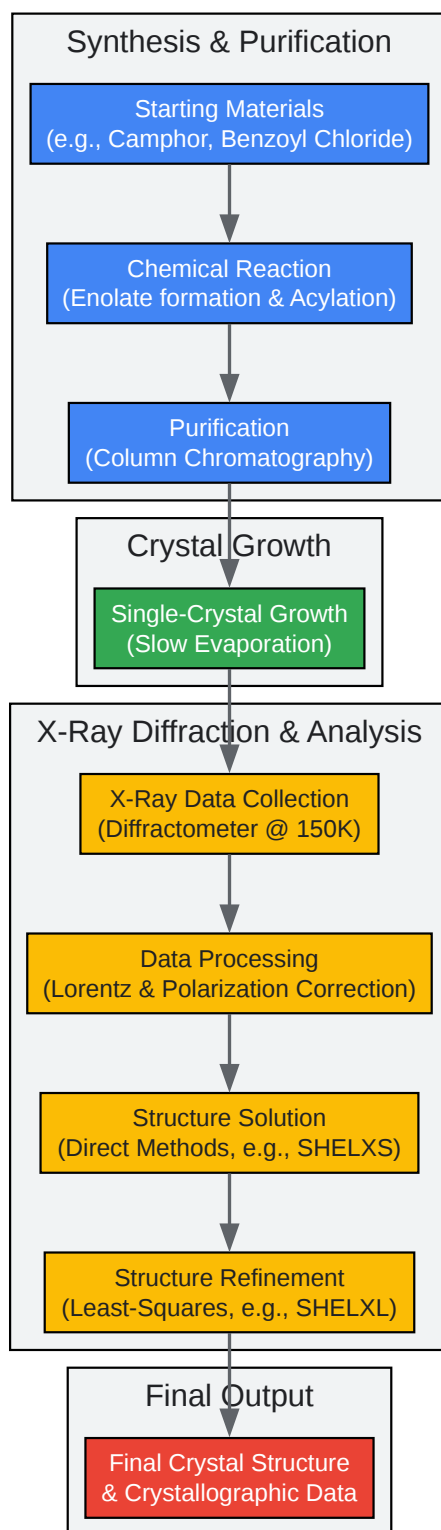 Synthesis & Purification
Starting Materials
(e.g., Camphor, Benzoyl Chloride)
Chemical Reaction
(Enolate formation & Acylation)
Purification
(Column Chromatography)
Crystal Growth
Single-Crystal Growth
(Slow Evaporation)
X-Ray Diffraction & Analysis
X-Ray Data Collection
(Diffractometer @ 150K)
Data Processing
(Lorentz & Polarization Correction)
Structure Solution
(Direct Methods, e.g., SHELXS)
Structure Refinement
(Least-Squares, e.g., SHELXL)
Final Output
Final Crystal Structure
& Crystallographic Data